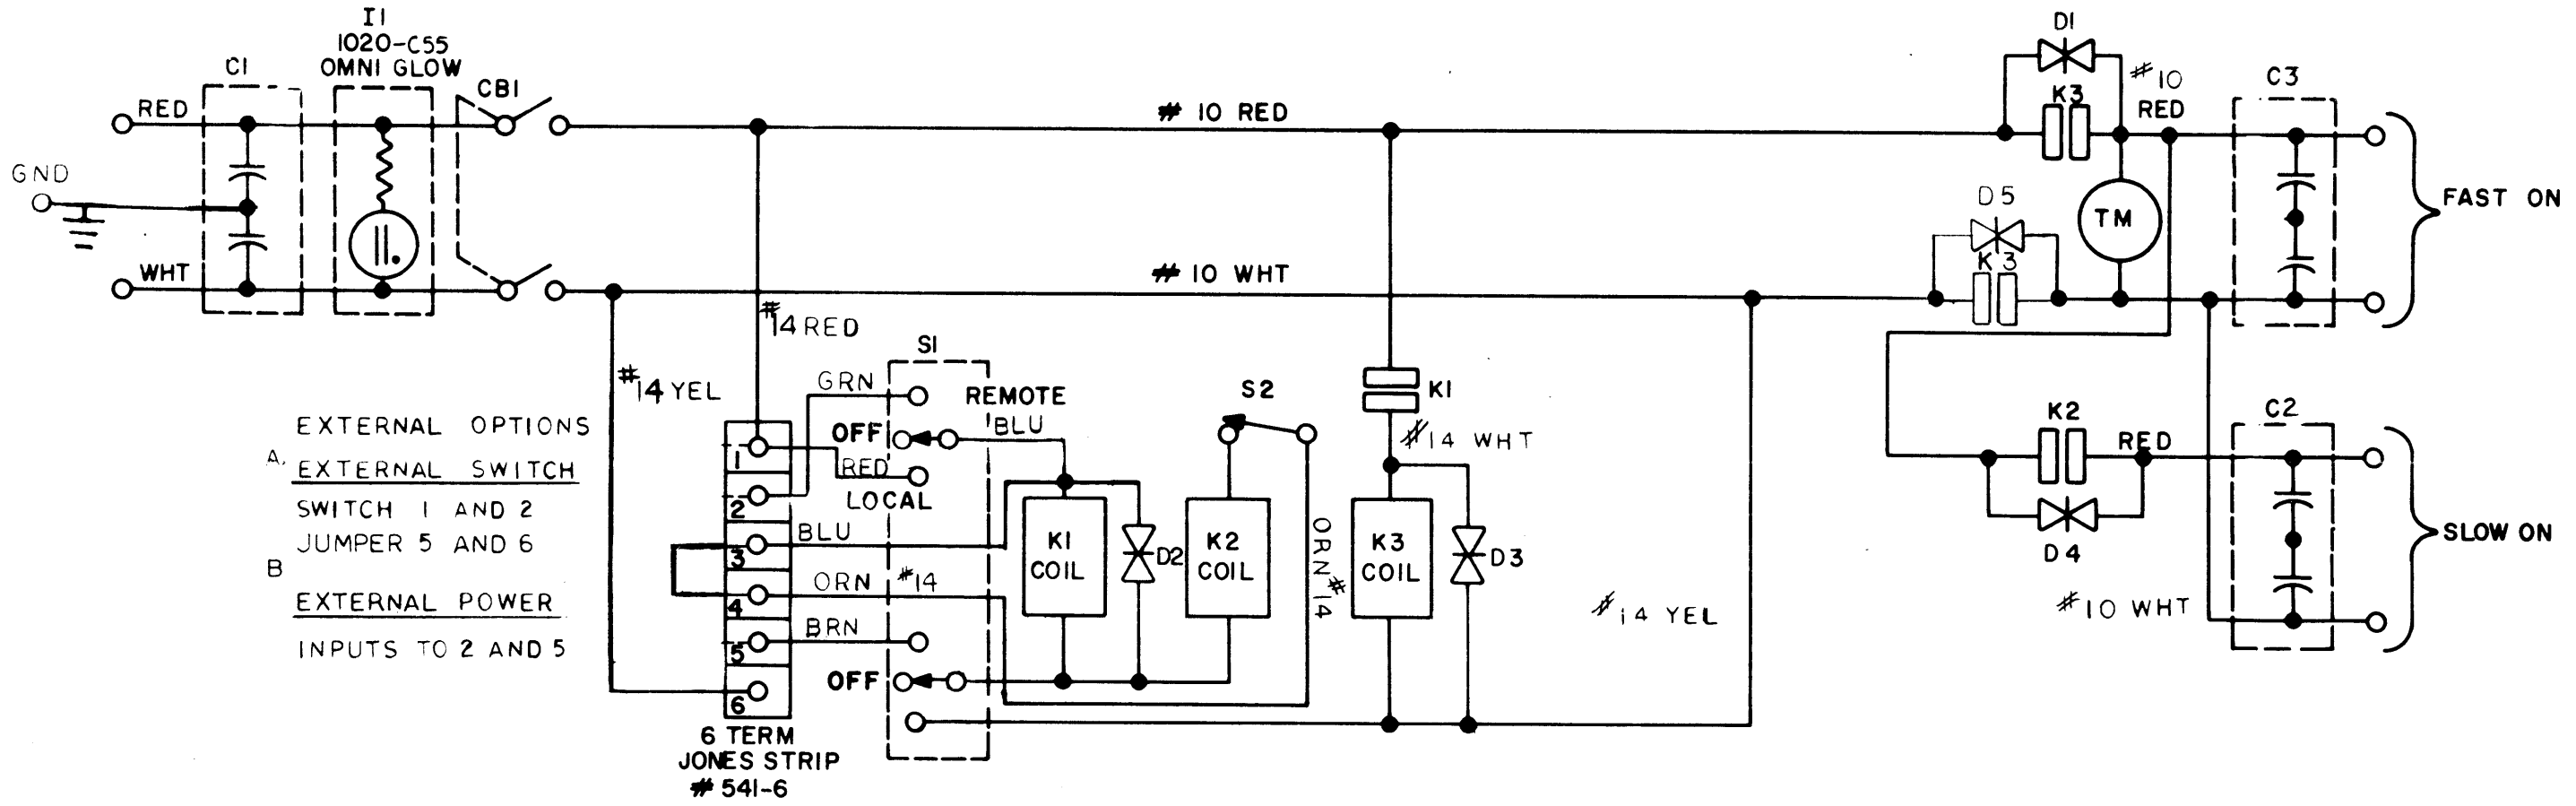 I1
1020-C55
OMNI GLOW
C1
CB1
RED
GND
WHT
# 10 RED
# 10 WHT
D1
K3
#10
RED
C3
D5
K3
TM
FAST ON
#14 RED
#14 YEL
S1
GRN
REMOTE
OFF
BLU
RED
LOCAL
S2
K1
#14 WHT
K2
RED
C2
D4
#10 WHT
SLOW ON
EXTERNAL OPTIONS
A. EXTERNAL SWITCH
SWITCH 1 AND 2
JUMPER 5 AND 6
B
EXTERNAL POWER
INPUTS TO 2 AND 5
1
2
3
4
5
6
BLU
ORN #14
BRN
OFF
K1
COIL
D2
K2
COIL
ORN #14
K3
COIL
D3
#14 YEL
6 TERM
JONES STRIP
# 541-6